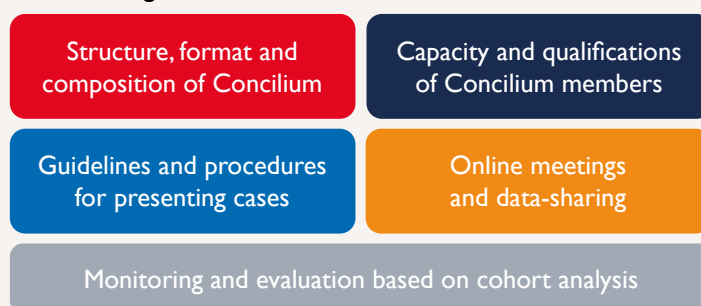 Structure, format and
composition of Concilium
Capacity and qualifications
of Concilium members
Guidelines and procedures
for presenting cases
Online meetings
and data-sharing
Monitoring and evaluation based on cohort analysis